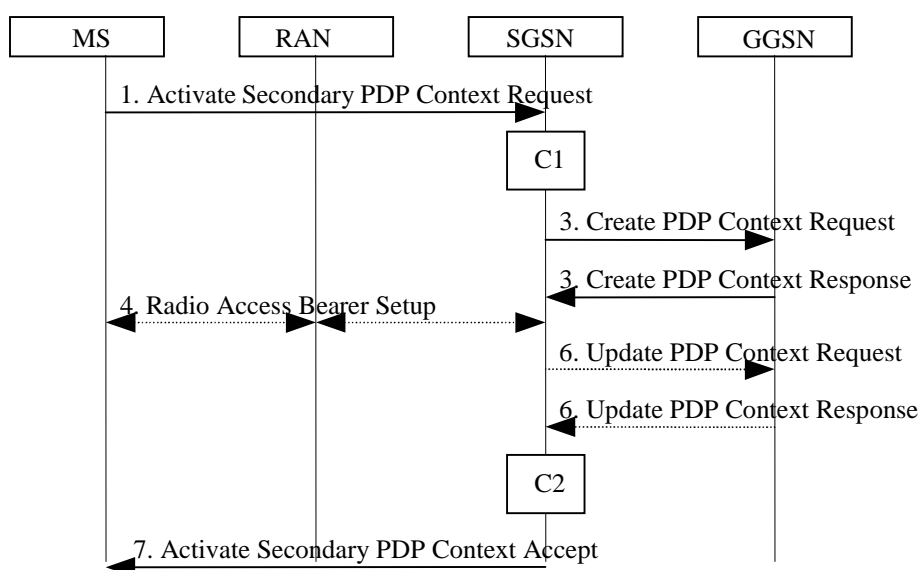 MS
RAN
SGSN
GGSN
1. Activate Secondary PDP Context Request
C1
3. Create PDP Context Request
3. Create PDP Context Response
4. Radio Access Bearer Setup
6. Update PDP Context Request
6. Update PDP Context Response
C2
7. Activate Secondary PDP Context Accept